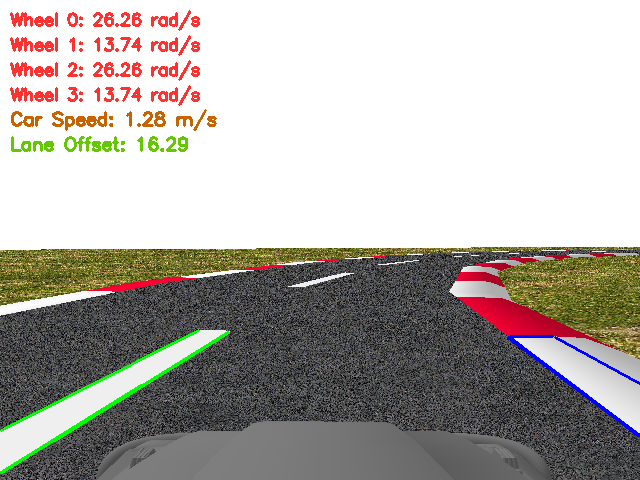 Wheel 0: 26.26 rad/s
Wheel 1: 13.74 rad/s
Wheel 2: 26.26 rad/s
Wheel 3: 13.74 rad/s
Car Speed: 1.28 m/s
Lane Offset: 16.29